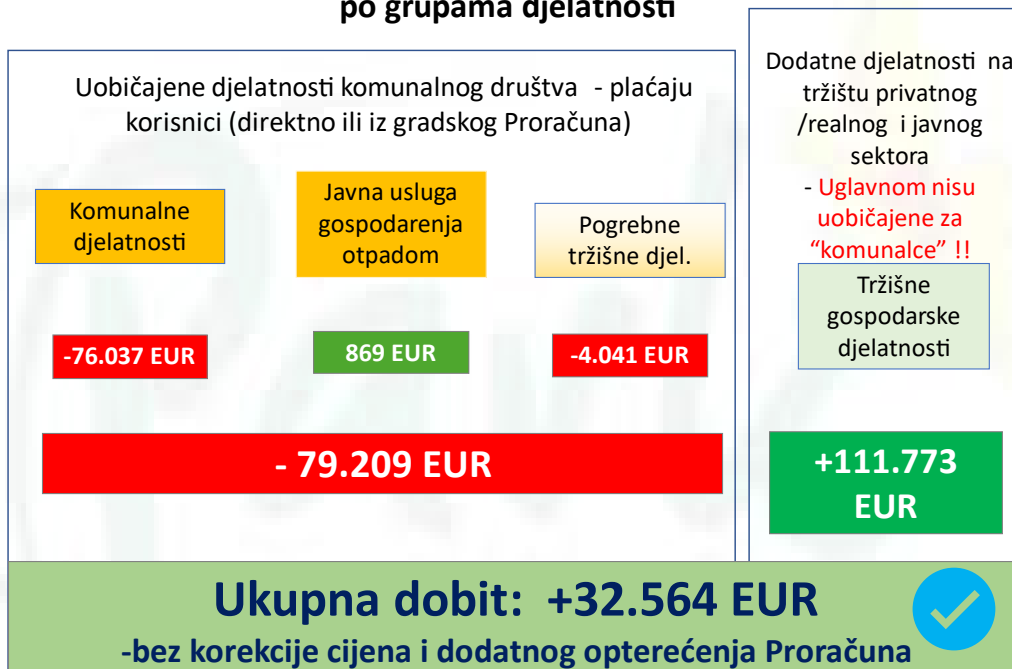 po grupama djelatnosti
Uobičajene djelatnosti komunalnog društva - plaćaju
korisnici (direktno ili iz gradskog Proračuna)
Komunalne
djelatnosti
Javna usluga
gospodarenja
otpadom
Pogrebne
tržišne djel.
-76.037 EUR
869 EUR
-4.041 EUR
- 79.209 EUR
Dodatne djelatnosti na
tržištu privatnog
/realnog i javnog
sektora
- Uglavnom nisu
uobičajene za
“komunalce” !!
Tržišne
gospodarske
djelatnosti
+111.773
EUR
Ukupna dobit: +32.564 EUR
-bez korekcije cijena i dodatnog opterećenja Proračuna